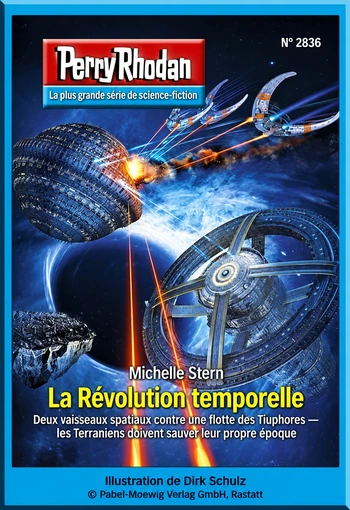 Perry Rhodan
N° 2836
La plus grande série de science-fiction
Michelle Stern
La Révolution temporelle
Deux vaisseaux spatiaux contre une flotte des Tiuphores —
les Terraniens doivent sauver leur propre époque
Illustration de Dirk Schulz
© Pabel-Moewig Verlag GmbH, Rastatt